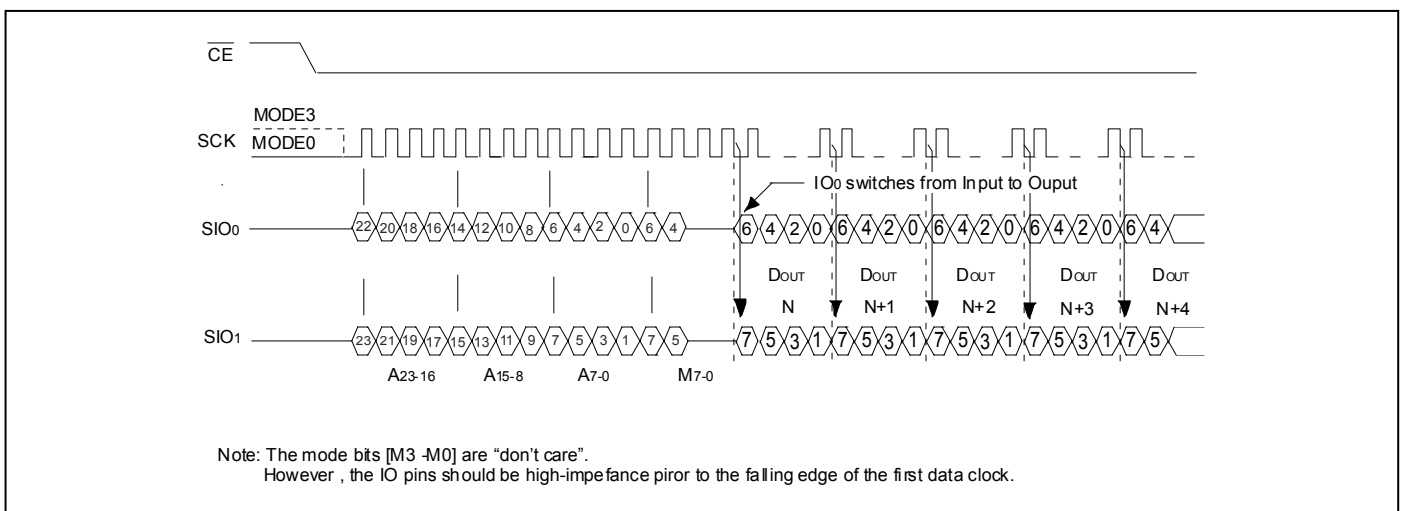 CE
MODE3
SCK MODE0
IO0 switches from Input to Ouput
SIO0 22 20 18 16 14 12 10 8 6 4 2 0 6 4 6 4 2 0 6 4 2 0 6 4 2 0 6 4 2 0 6 4
DOUT DOUT DOUT DOUT DOUT
N N+1 N+2 N+3 N+4
SIO1 23 21 19 17 15 13 11 9 7 5 3 1 7 5 7 5 3 1 7 5 3 1 7 5 3 1 7 5 3 1 7 5
A23-16 A15-8 A7-0 M7-0
Note: The mode bits [M3 -M0] are “don’t care”.
However , the IO pins should be high-impefance piror to the falling edge of the first data clock.